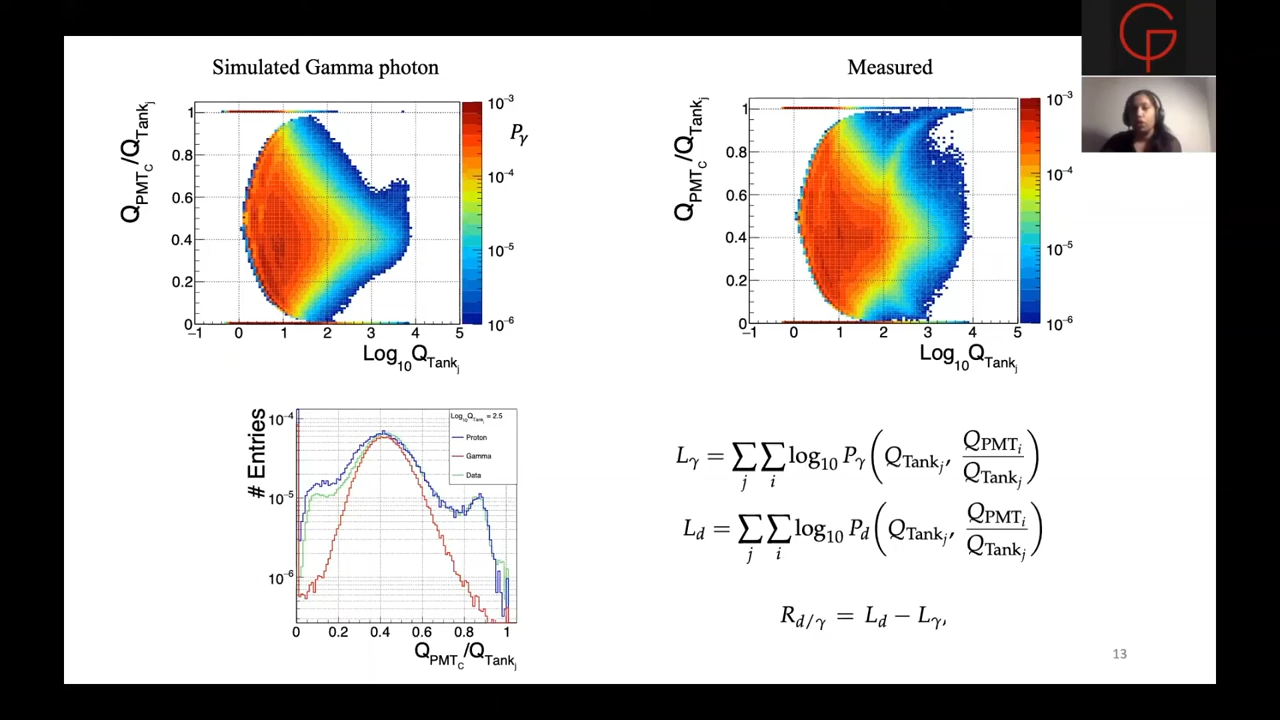 Simulated Gamma photon
Q_PMT_C/Q_Tank_j
1
0.8
0.6
0.4
0.2
0
−1 0 1 2 3 4 5
Log_10 Q_Tank_j
10^−3
P_γ
10^−4
10^−5
10^−6
Measured
Q_PMT_C/Q_Tank_j
1
0.8
0.6
0.4
0.2
0
−1 0 1 2 3 4 5
Log_10 Q_Tank_j
10^−3
10^−4
10^−5
10^−6
# Entries
10^−4
10^−5
10^−6
Log_10 Q_Tank_j = 2.5
Proton
Gamma
Data
0 0.2 0.4 0.6 0.8 1
Q_PMT_C/Q_Tank_j
L_γ = ∑_j ∑_i log_10 P_γ (Q_Tank_j, Q_PMT_i / Q_Tank_j)
L_d = ∑_j ∑_i log_10 P_d (Q_Tank_j, Q_PMT_i / Q_Tank_j)
R_d/γ = L_d − L_γ,
13